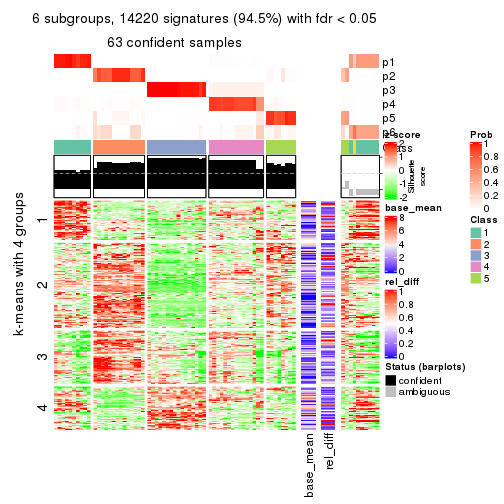 6 subgroups, 14220 signatures (94.5%) with fdr < 0.05
63 confident samples
p1
p2
p3
p4
p5
p6
Class
Silhouette
score
k-means with 4 groups
1
2
3
4
base_mean
rel_diff
z-score
2
1
0
-1
-2
base_mean
8
6
4
2
0
rel_diff
1
0.8
0.6
0.4
0.2
0
Status (barplots)
confident
ambiguous
Prob
1
0.8
0.6
0.4
0.2
0
Class
1
2
3
4
5